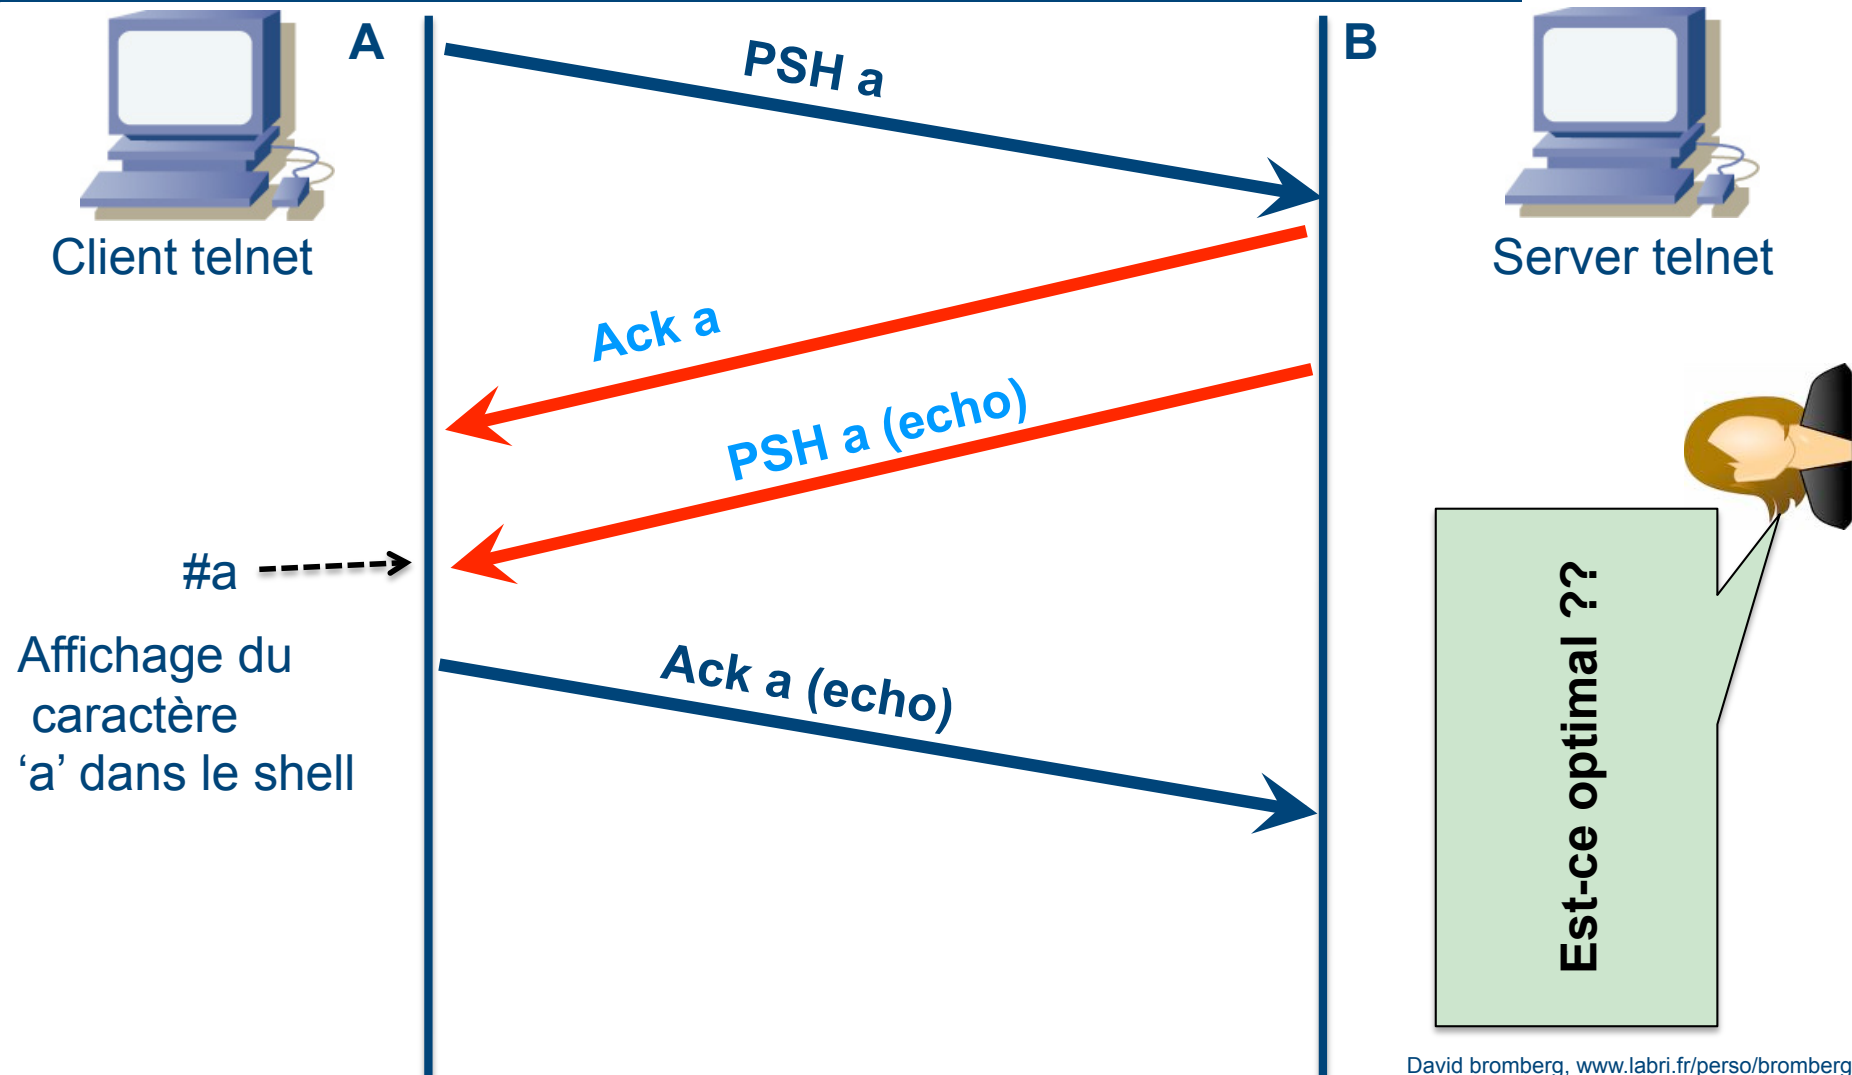 A
PSH a
B
Client telnet
Server telnet
Ack a
PSH a (echo)
#a
Affichage du
caractère
‘a’ dans le shell
Ack a (echo)
Est-ce optimal ??
David bromberg, www.labri.fr/perso/bromberg